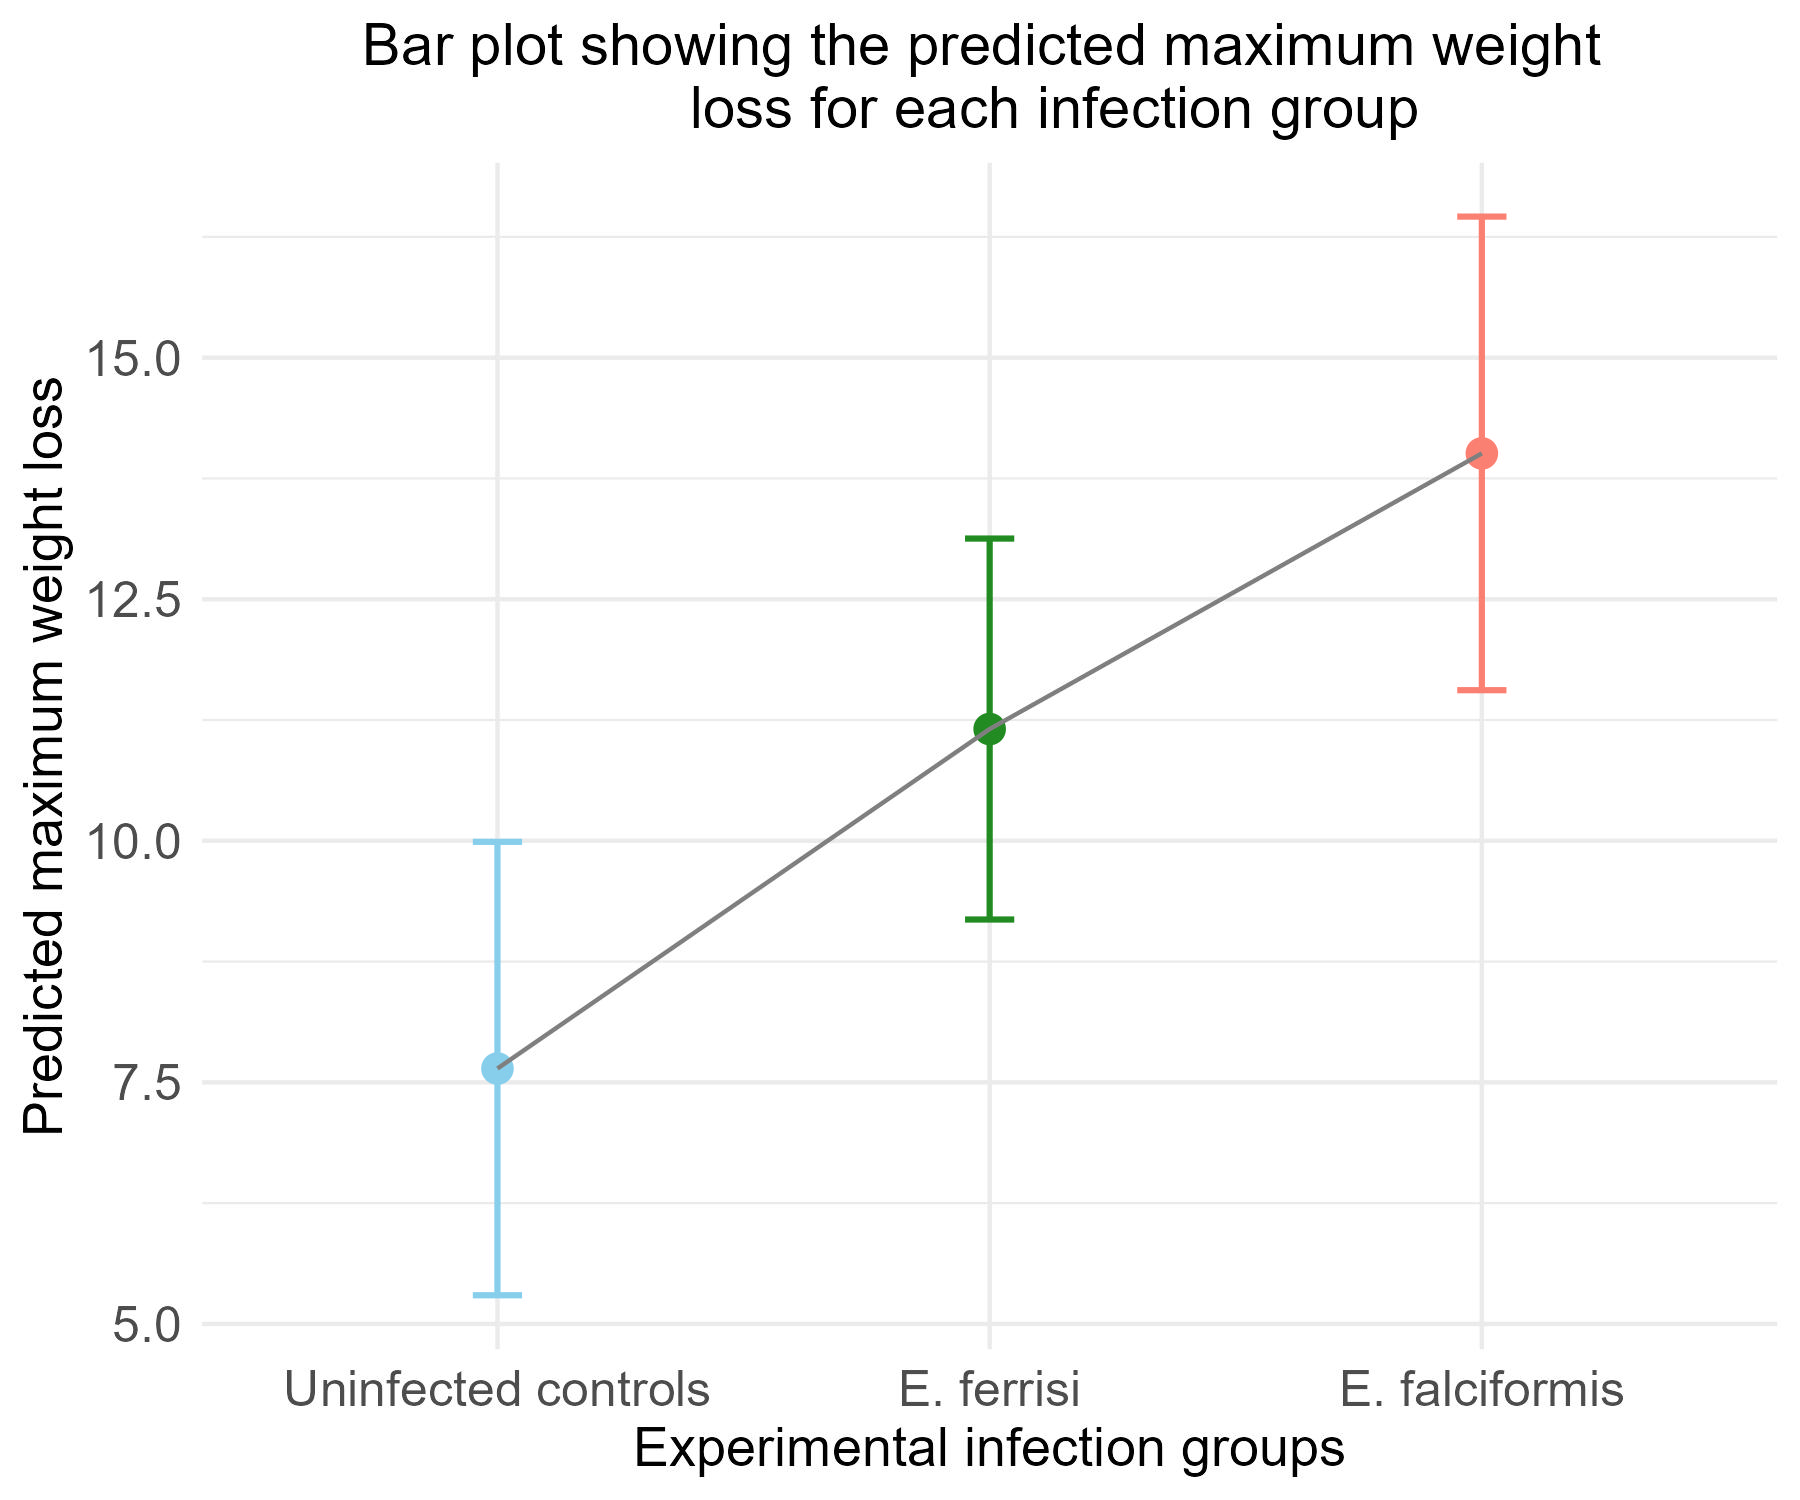 Bar plot showing the predicted maximum weight
loss for each infection group
Predicted maximum weight loss
15.0
12.5
10.0
7.5
5.0
Uninfected controls
E. ferrisi
E. falciformis
Experimental infection groups